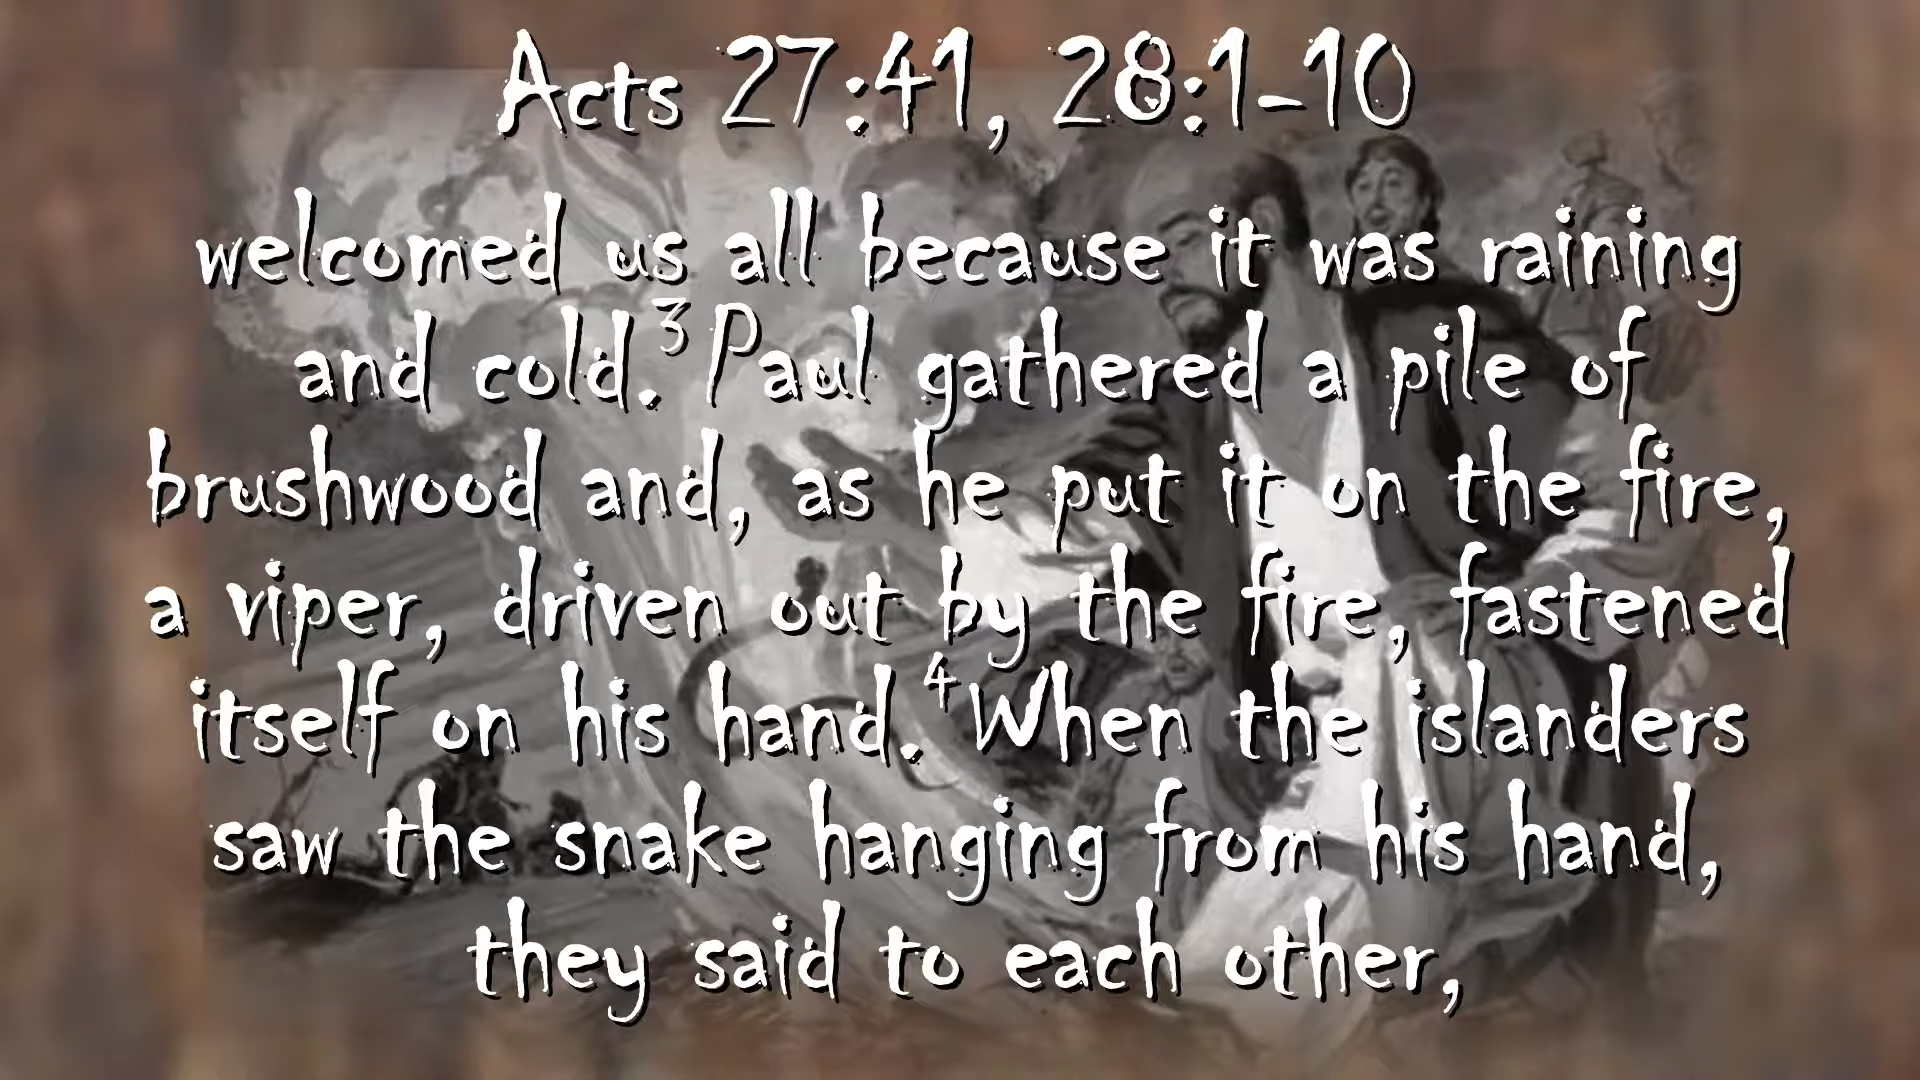 Acts 27:41, 28:1-10
welcomed us all because it was raining
and cold. 3 Paul gathered a pile of
brushwood and, as he put it on the fire,
a viper, driven out by the fire, fastened
itself on his hand. 4 When the islanders
saw the snake hanging from his hand,
they said to each other,